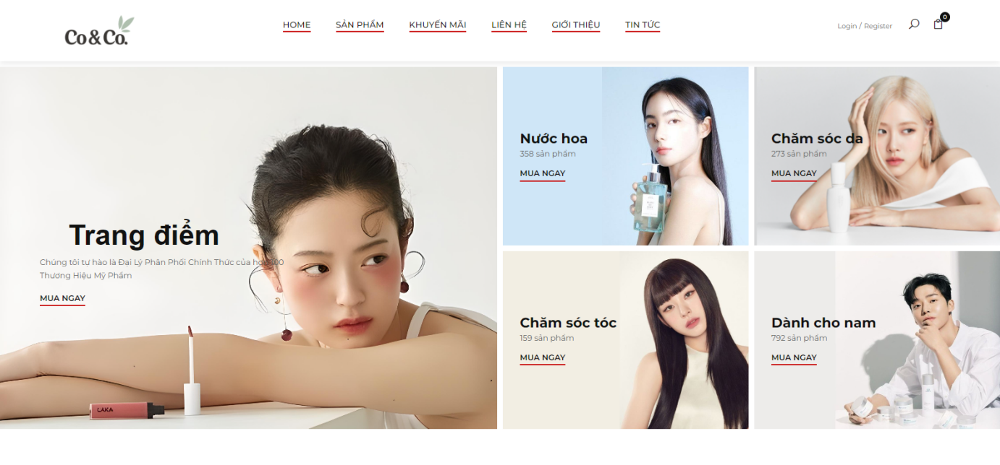 Co & Co.
HOME
SẢN PHẨM
KHUYẾN MÃI
LIÊN HỆ
GIỚI THIỆU
TIN TỨC
Login / Register
0
Trang điểm
Chúng tôi tự hào là Đại Lý Phân Phối Chính Thức của
Thương Hiệu Mỹ Phẩm
MUA NGAY
LAKA
Nước hoa
358 sản phẩm
MUA NGAY
Chăm sóc da
273 sản phẩm
MUA NGAY
Chăm sóc tóc
159 sản phẩm
MUA NGAY
Dành cho nam
792 sản phẩm
MUA NGAY